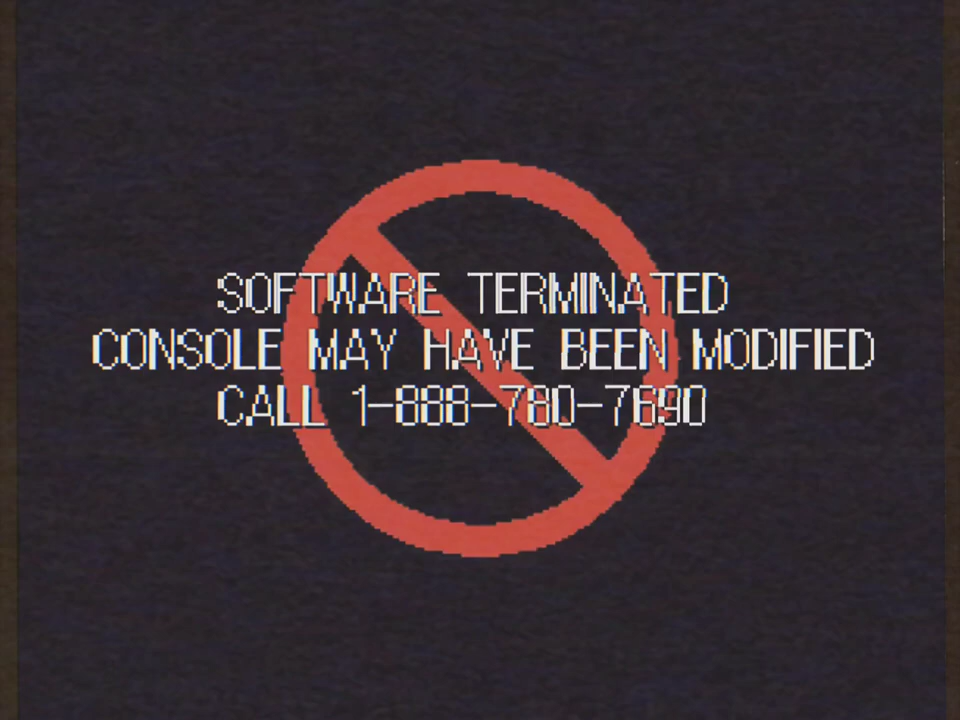 SOFTWARE TERMINATED
CONSOLE MAY HAVE BEEN MODIFIED
CALL 1-888-780-7690